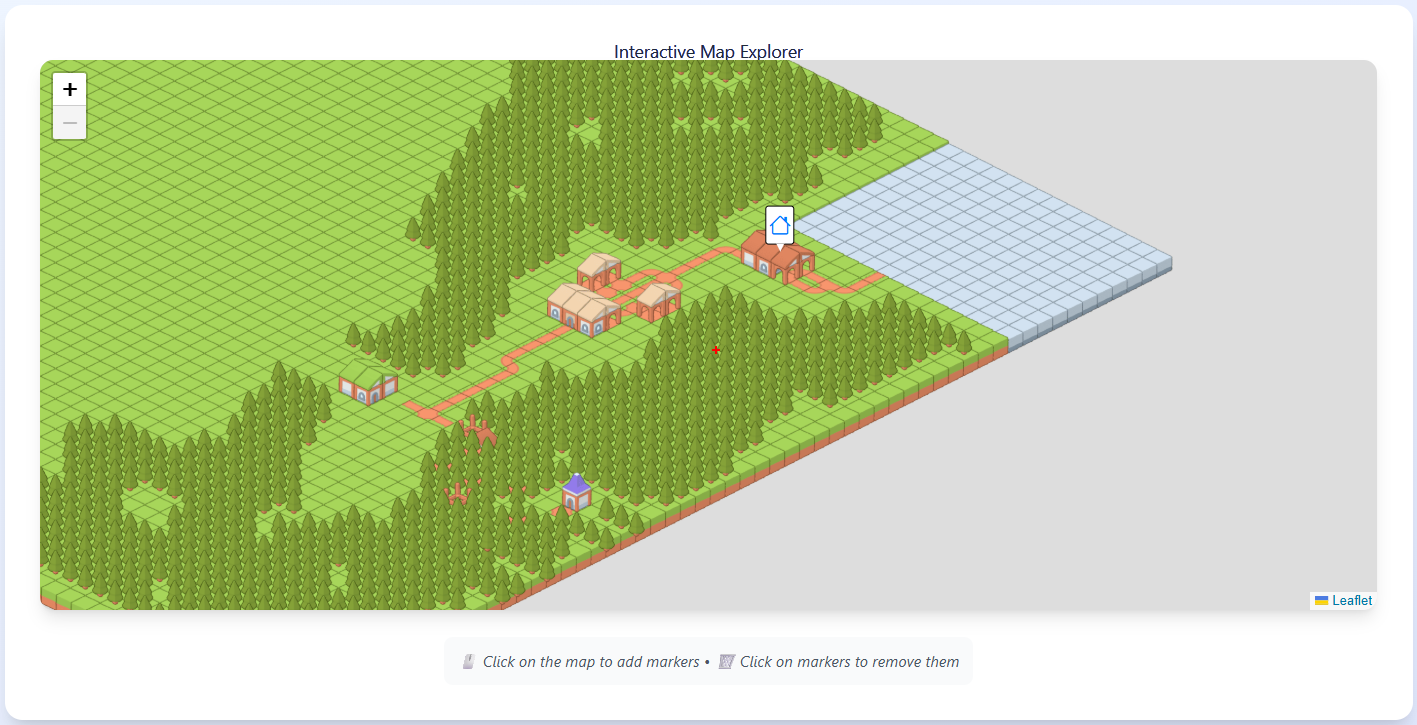 Interactive Map Explorer
+
−
Leaflet
Click on the map to add markers • Click on markers to remove them